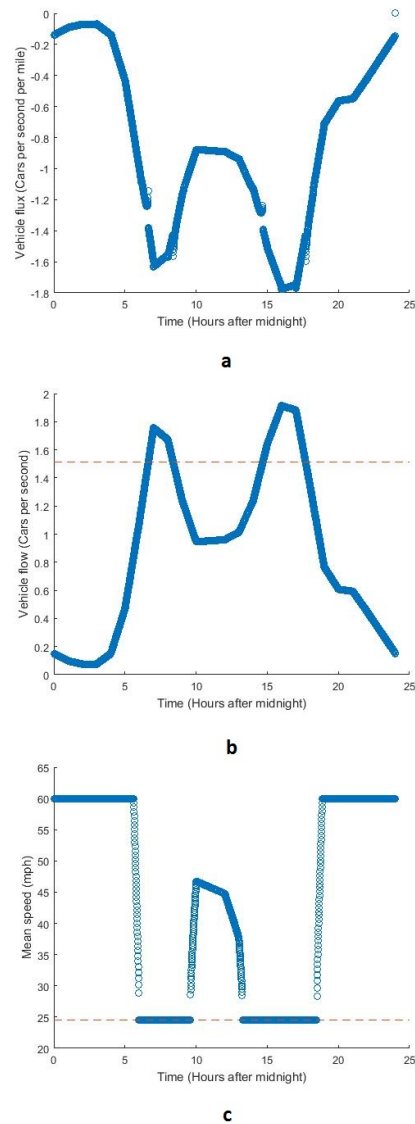 Vehicle flux (Cars per second per mile)
0
-0.2
-0.4
-0.6
-0.8
-1
-1.2
-1.4
-1.6
-1.8
0 5 10 15 20 25
Time (Hours after midnight)
a
Vehicle flow (Cars per second)
2
1.8
1.6
1.4
1.2
1
0.8
0.6
0.4
0.2
0
0 5 10 15 20 25
Time (Hours after midnight)
b
Mean speed (mph)
65
60
55
50
45
40
35
30
25
20
0 5 10 15 20 25
Time (Hours after midnight)
c